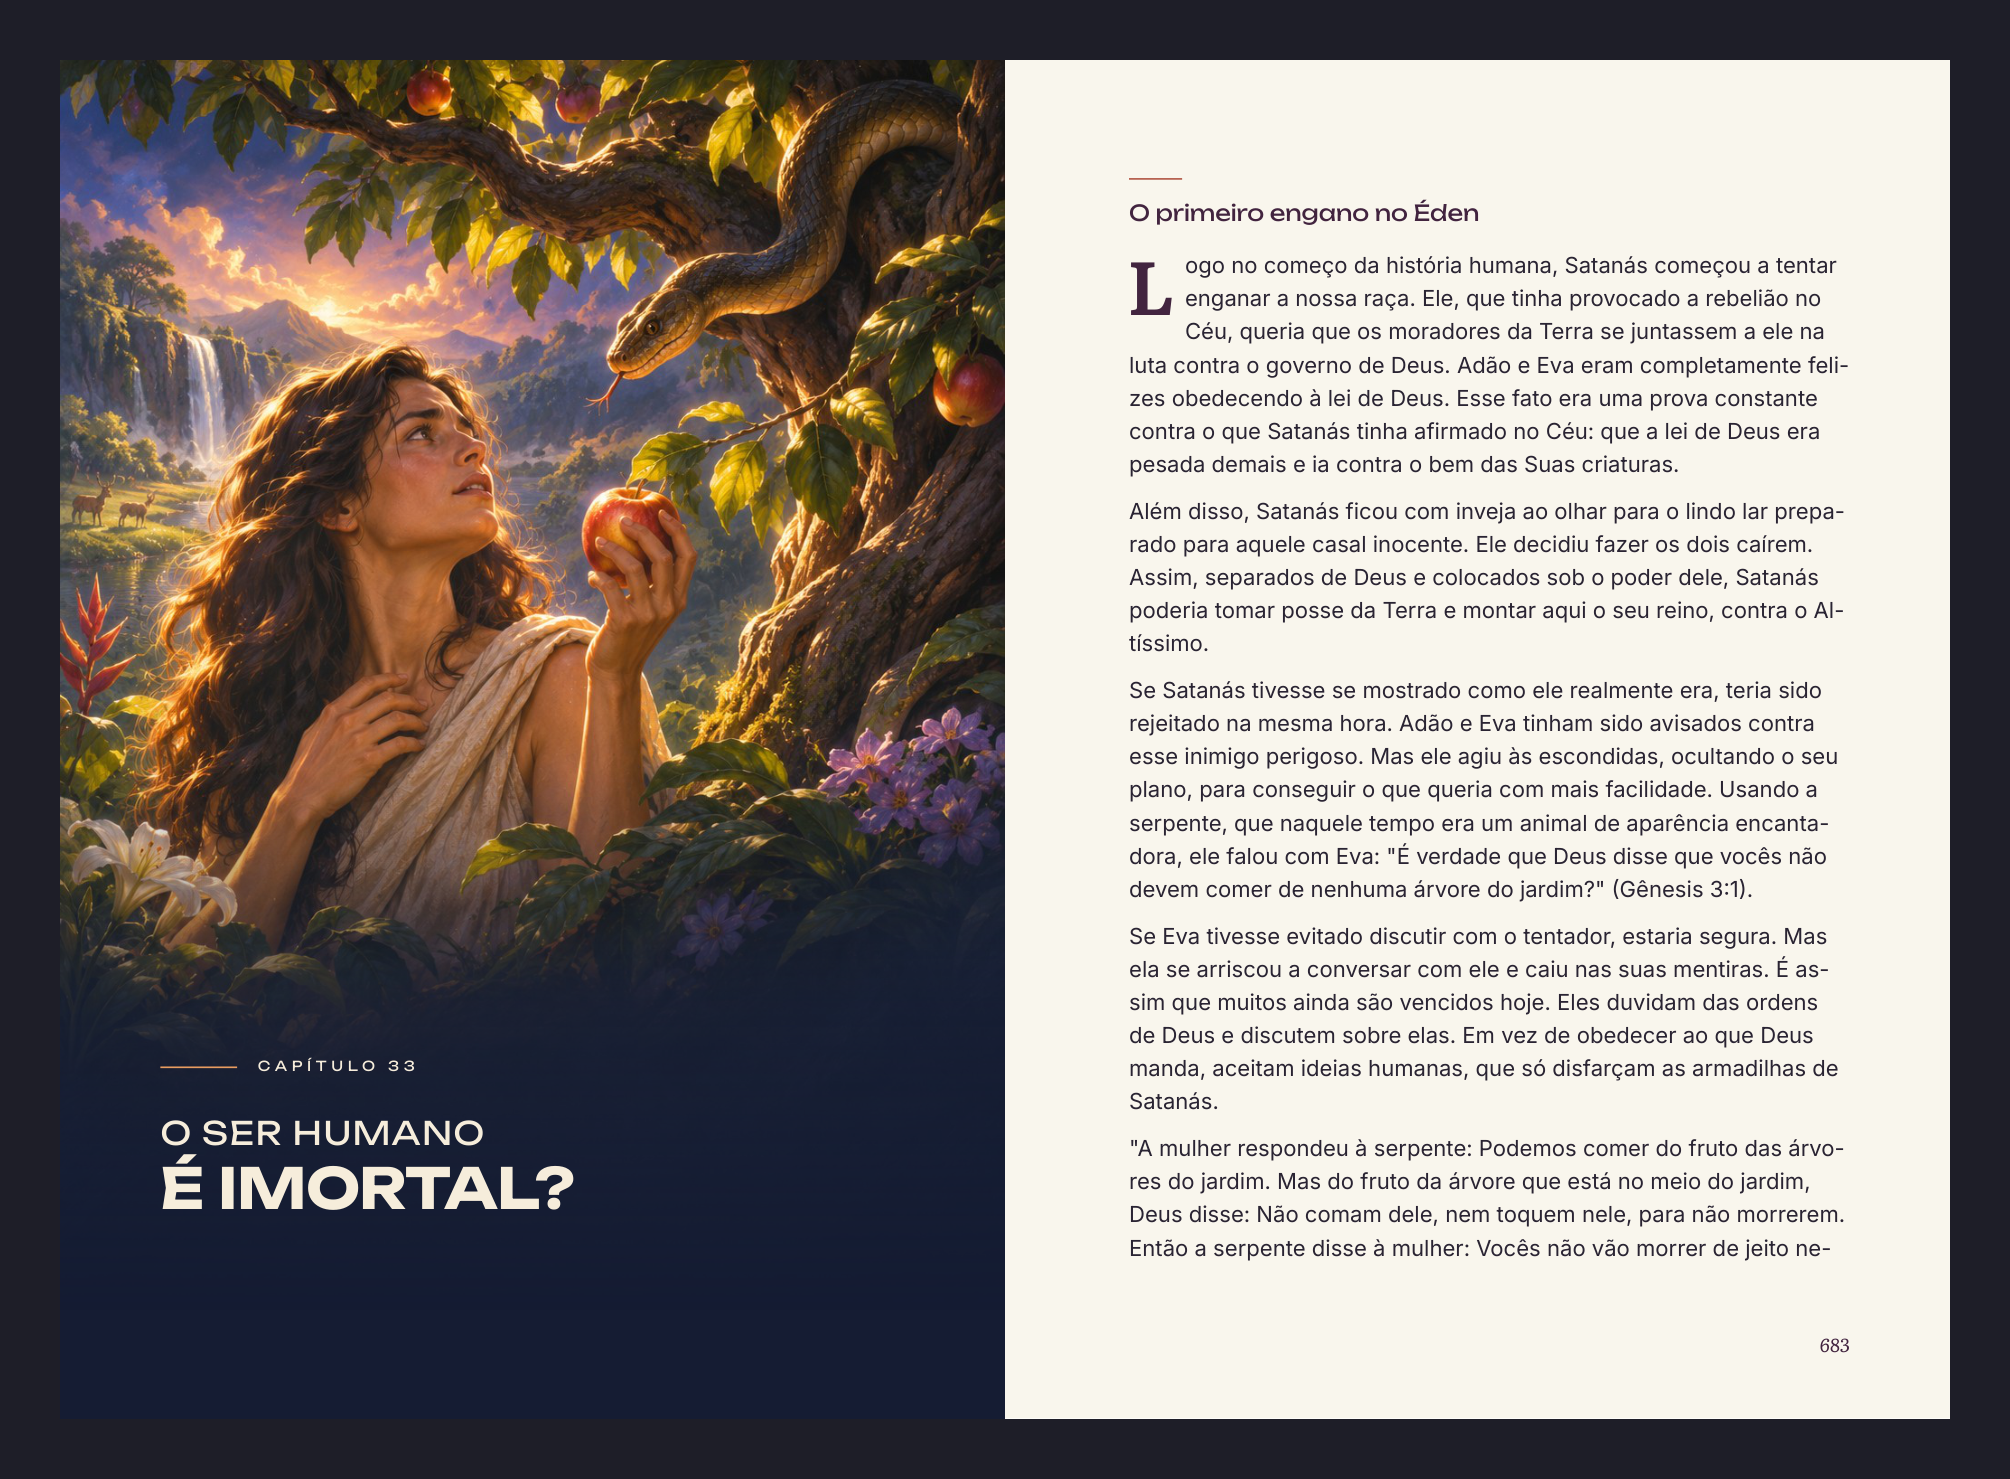 CAPÍTULO 33
O SER HUMANO
É IMORTAL?
O primeiro engano no Éden
Logo no começo da história humana, Satanás começou a tentar
enganar a nossa raça. Ele, que tinha provocado a rebelião no
Céu, queria que os moradores da Terra se juntassem a ele na
luta contra o governo de Deus. Adão e Eva eram completamente feli-
zes obedecendo à lei de Deus. Esse fato era uma prova constante
contra o que Satanás tinha afirmado no Céu: que a lei de Deus era
pesada demais e ia contra o bem das Suas criaturas.
Além disso, Satanás ficou com inveja ao olhar para o lindo lar prepa-
rado para aquele casal inocente. Ele decidiu fazer os dois caírem.
Assim, separados de Deus e colocados sob o poder dele, Satanás
poderia tomar posse da Terra e montar aqui o seu reino, contra o Al-
tíssimo.
Se Satanás tivesse se mostrado como ele realmente era, teria sido
rejeitado na mesma hora. Adão e Eva tinham sido avisados contra
esse inimigo perigoso. Mas ele agiu às escondidas, ocultando o seu
plano, para conseguir o que queria com mais facilidade. Usando a
serpente, que naquele tempo era um animal de aparência encanta-
dora, ele falou com Eva: "É verdade que Deus disse que vocês não
devem comer de nenhuma árvore do jardim?" (Gênesis 3:1).
Se Eva tivesse evitado discutir com o tentador, estaria segura. Mas
ela se arriscou a conversar com ele e caiu nas suas mentiras. É as-
sim que muitos ainda são vencidos hoje. Eles duvidam das ordens
de Deus e discutem sobre elas. Em vez de obedecer ao que Deus
manda, aceitam ideias humanas, que só disfarçam as armadilhas de
Satanás.
"A mulher respondeu à serpente: Podemos comer do fruto das árvo-
res do jardim. Mas do fruto da árvore que está no meio do jardim,
Deus disse: Não comam dele, nem toquem nele, para não morrerem.
Então a serpente disse à mulher: Vocês não vão morrer de jeito ne-
683